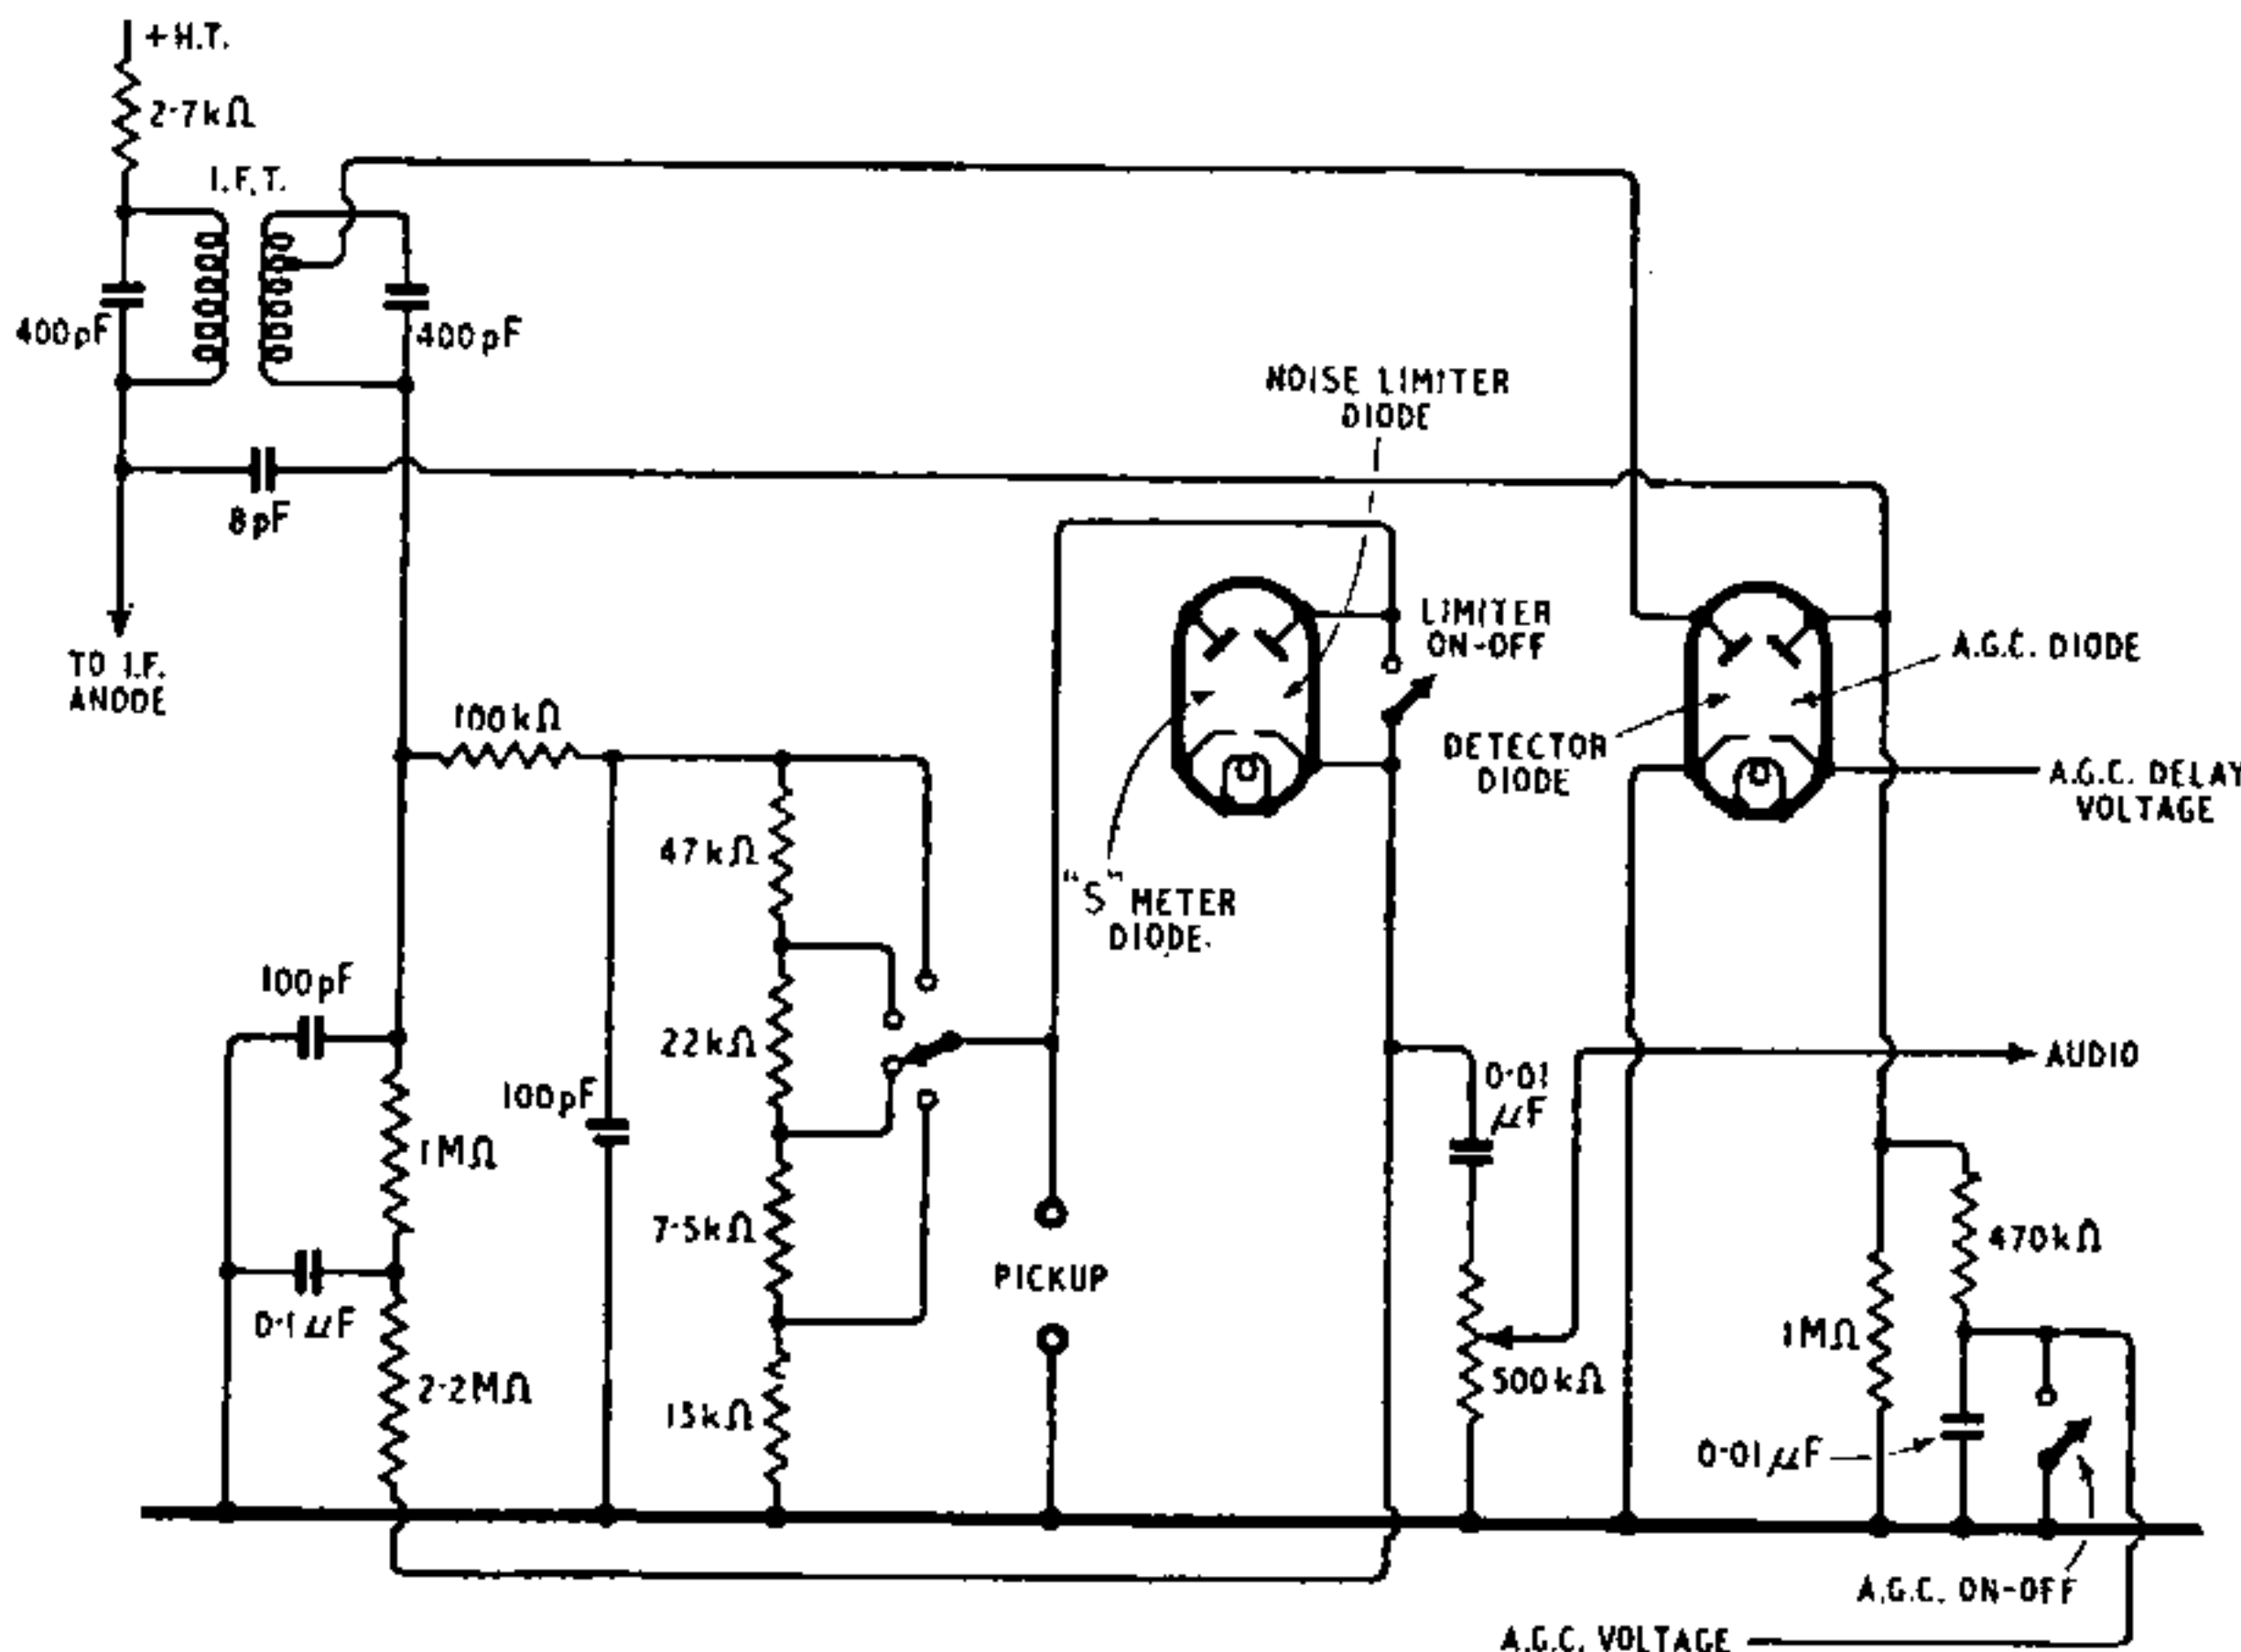 + H.T.
2·7kΩ
I.F.T.
400pF
400pF
8pF
TO I.F.
ANODE
NOISE LIMITER
DIODE
LIMITER
ON-OFF
A.G.C. DIODE
DETECTOR
DIODE
A.G.C. DELAY
VOLTAGE
100kΩ
47kΩ
"S" METER
DIODE.
100pF
22kΩ
100pF
0·01
μF
AUDIO
1MΩ
7·5kΩ
PICKUP
470kΩ
0·1μF
1MΩ
2·2MΩ
15kΩ
500kΩ
0·01μF
A.G.C. ON-OFF
A.G.C. VOLTAGE